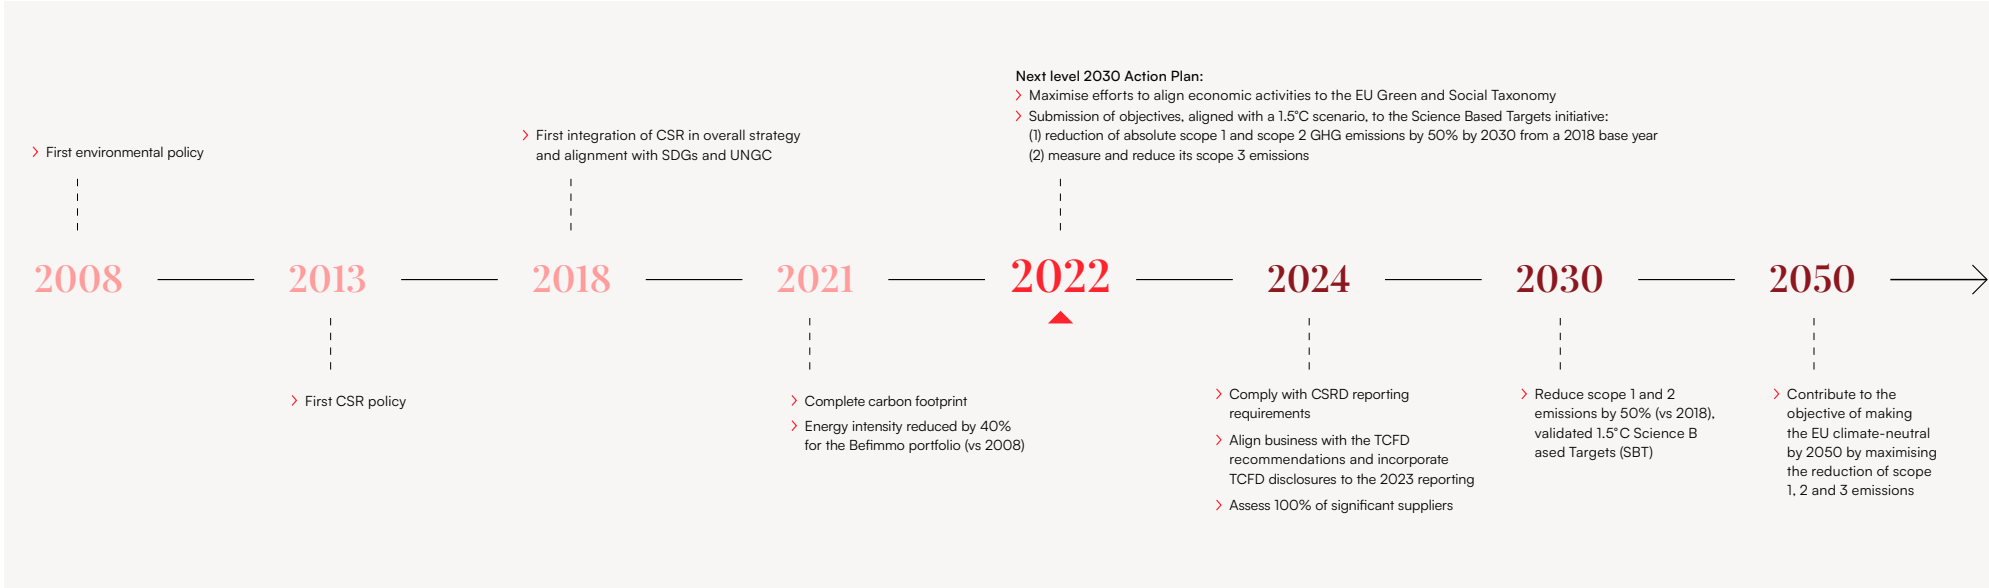 Next level 2030 Action Plan:
Maximise efforts to align economic activities to the EU Green and Social Taxonomy
Submission of objectives, aligned with a 1.5°C scenario, to the Science Based Targets initiative:
(1) reduction of absolute scope 1 and scope 2 GHG emissions by 50% by 2030 from a 2018 base year
(2) measure and reduce its scope 3 emissions
First environmental policy
First integration of CSR in overall strategy
and alignment with SDGs and UNGC
2008
2013
2018
2021
2022
2024
2030
2050
First CSR policy
Complete carbon footprint
Energy intensity reduced by 40%
for the Befimmo portfolio (vs 2008)
Comply with CSRD reporting
requirements
Align business with the TCFD
recommendations and incorporate
TCFD disclosures to the 2023 reporting
Assess 100% of significant suppliers
Reduce scope 1 and 2
emissions by 50% (vs 2018),
validated 1.5°C Science B
ased Targets (SBT)
Contribute to the
objective of making
the EU climate-neutral
by 2050 by maximising
the reduction of scope
1, 2 and 3 emissions